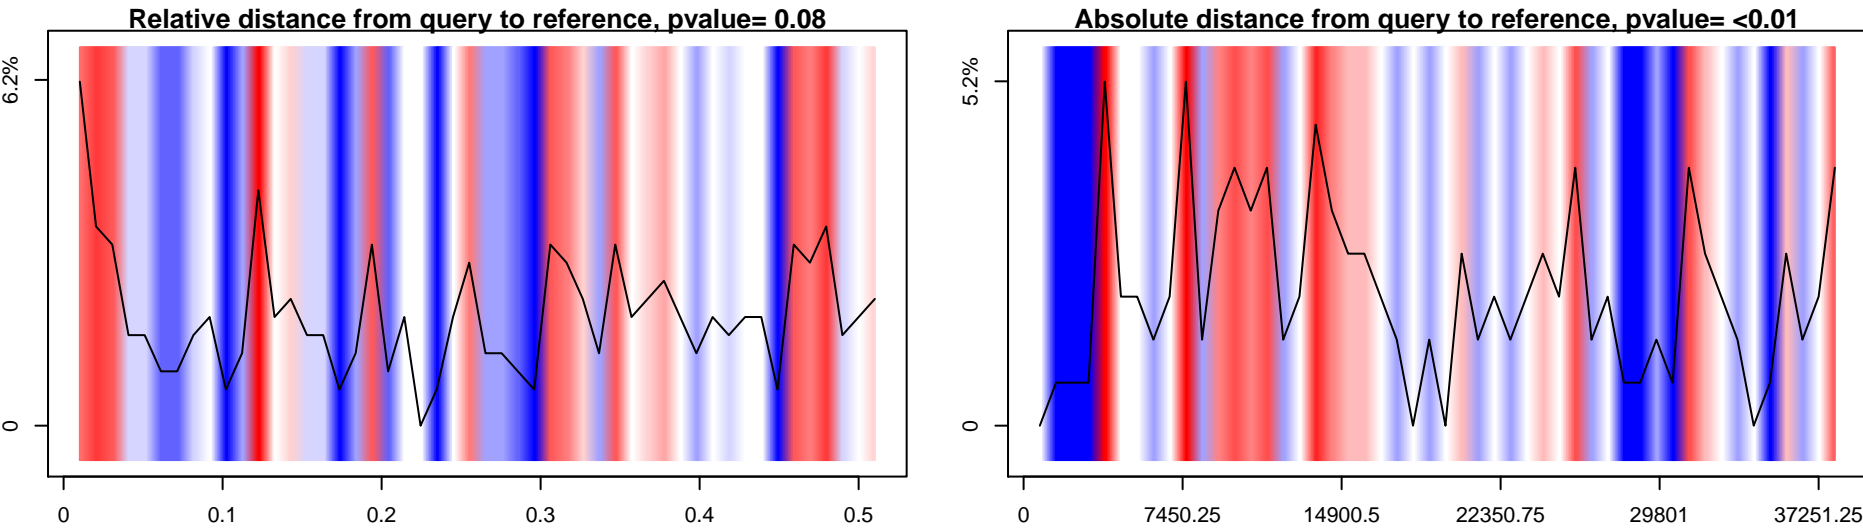 Relative distance from query to reference, pvalue= 0.08
6.2%
0
0 0.1 0.2 0.3 0.4 0.5
Absolute distance from query to reference, pvalue= <0.01
5.2%
0
0 7450.25 14900.5 22350.75 29801 37251.25